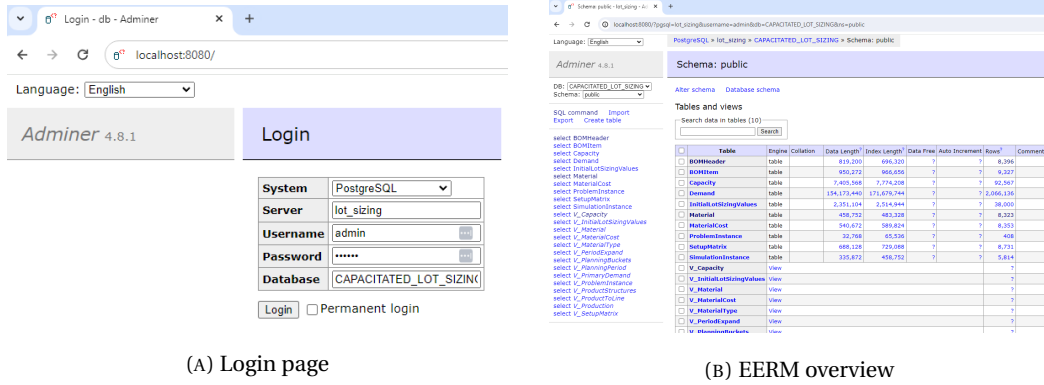 Login - db - Adminer
localhost:8080/
Language: English
Adminer 4.8.1
Login
System PostgreSQL
Server lot_sizing
Username admin
Password ••••••
Database CAPACITATED_LOT_SIZING
Login Permanent login
(A) Login page
Schema: public - lot_sizing - Ad
localhost:8080/?pgsql=lot_sizing&username=admin&db=CAPACITATED_LOT_SIZING&ns=public
Language: English
PostgreSQL » lot_sizing » CAPACITATED_LOT_SIZING » Schema: public
Adminer 4.8.1
Schema: public
DB: CAPACITATED_LOT_SIZING
Schema: public
SQL command Import
Export Create table
select BOMHeader
select BOMItem
select Capacity
select Demand
select InitialLotSizingValues
select Material
select MaterialCost
select ProblemInstance
select SetupMatrix
select SimulationInstance
select V_Capacity
select V_InitialLotSizingValues
select V_Material
select V_MaterialCost
select V_MaterialType
select V_PeriodExpand
select V_PlanningBuckets
select V_PlanningPeriod
select V_PrimaryDemand
select V_ProblemInstance
select V_ProductStructures
select V_ProductToLine
select V_Production
select V_SetupMatrix
Alter schema Database schema
Tables and views
Search data in tables (10)
Search
Table Engine Collation Data Length? Index Length? Data Free Auto Increment Rows? Comment
BOMHeader table 819,200 696,320 ? ? 8,396
BOMItem table 950,272 966,656 ? ? 9,327
Capacity table 7,405,568 7,774,208 ? ? 92,567
Demand table 154,173,440 171,679,744 ? ? 2,066,136
InitialLotSizingValues table 2,351,104 2,514,944 ? ? 38,000
Material table 458,752 483,328 ? ? 8,323
MaterialCost table 540,672 589,824 ? ? 8,353
ProblemInstance table 32,768 65,536 ? ? 408
SetupMatrix table 688,128 729,088 ? ? 8,731
SimulationInstance table 335,872 458,752 ? ? 5,814
V_Capacity View ?
V_InitialLotSizingValues View ?
V_Material View ?
V_MaterialCost View ?
V_MaterialType View ?
V_PeriodExpand View ?
V_PlanningBuckets View ?
(B) EERM overview